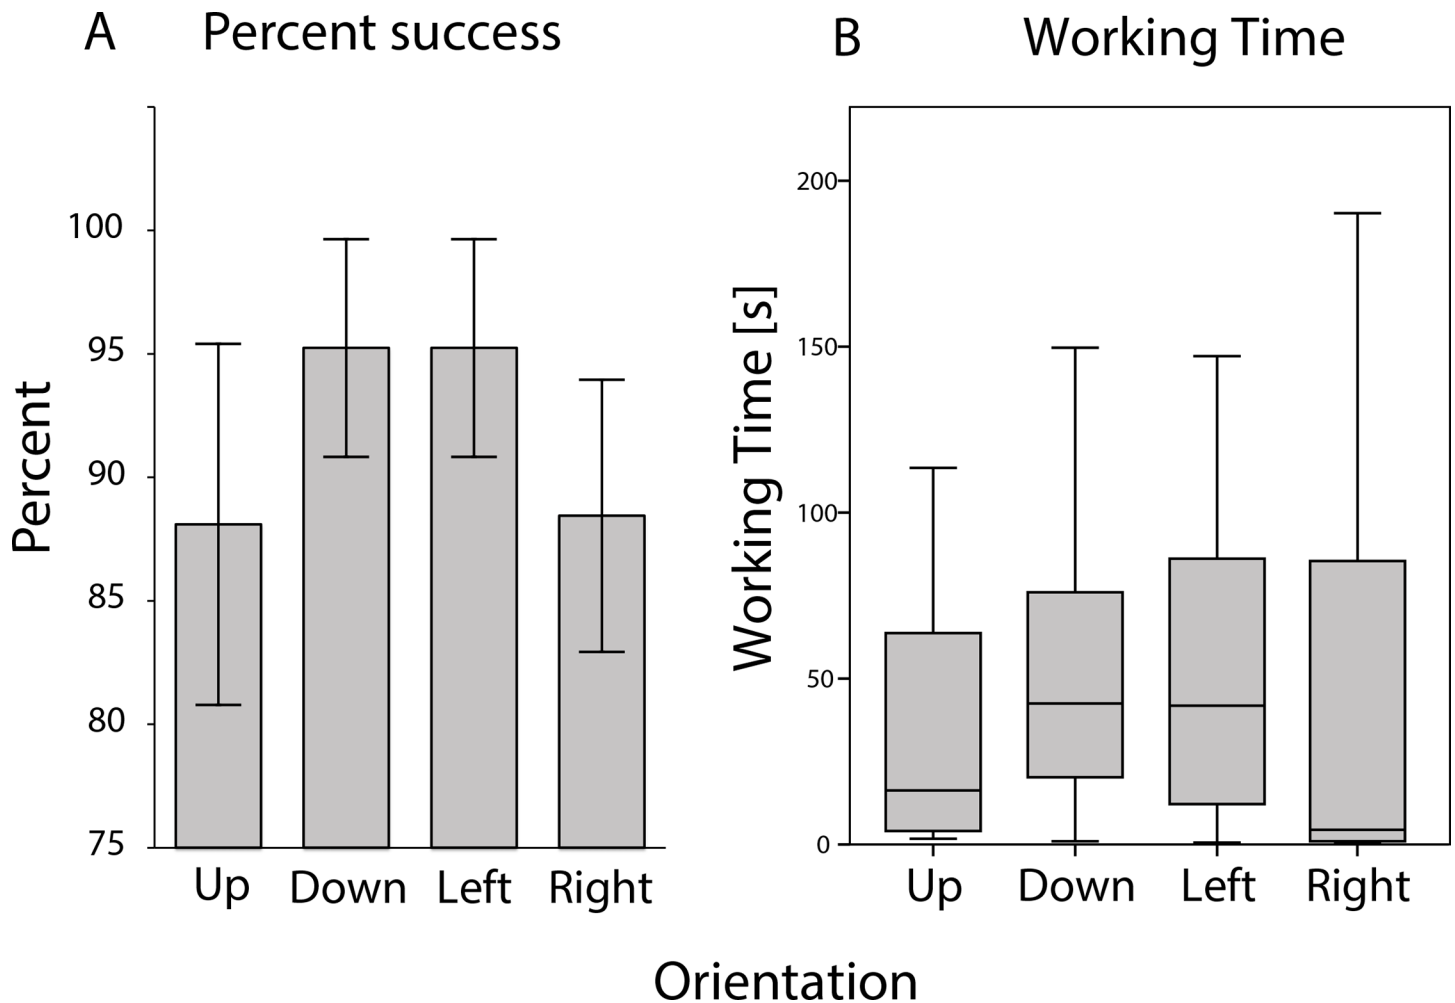 A Percent success
Percent
100
95
90
85
80
75
Up Down Left Right
B Working Time
Working Time [s]
200
150
100
50
0
Up Down Left Right
Orientation